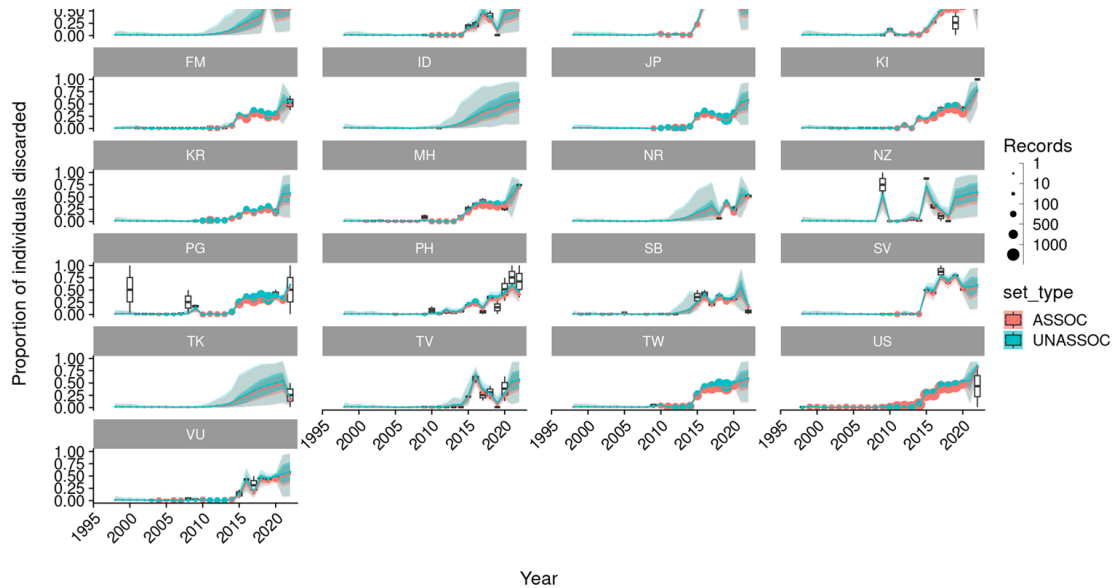 0.50
0.25
0.00
FM ID JP KI
1.00
0.75
0.50
0.25
0.00
KR MH NR NZ
1.00
0.75
0.50
0.25
0.00
PG PH SB SV
1.00
0.75
0.50
0.25
0.00
TK TV TW US
1.00
0.75
0.50
0.25
0.00
1995 2000 2005 2010 2015 2020 1995 2000 2005 2010 2015 2020 1995 2000 2005 2010 2015 2020
VU
1.00
0.75
0.50
0.25
0.00
1995 2000 2005 2010 2015 2020
Year
Proportion of individuals discarded
Records
1
10
100
500
1000
set_type
ASSOC
UNASSOC